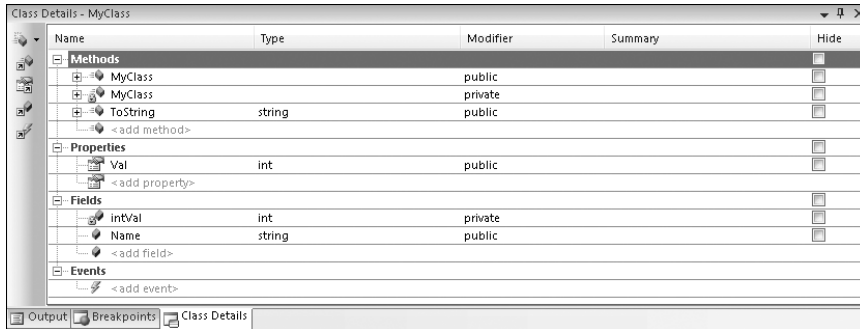 Class Details - MyClass
Name Type Modifier Summary Hide
Methods
MyClass public
MyClass private
ToString string public
<add method>
Properties
Val int public
<add property>
Fields
intVal int private
Name string public
<add field>
Events
<add event>
Output Breakpoints Class Details